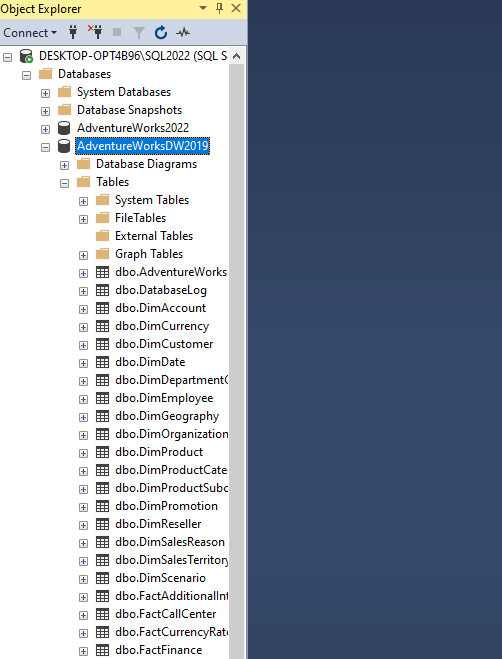 Object Explorer
Connect
DESKTOP-OPT4B96\SQL2022 (SQL S
Databases
System Databases
Database Snapshots
AdventureWorks2022
AdventureWorksDW2019
Database Diagrams
Tables
System Tables
FileTables
External Tables
Graph Tables
dbo.AdventureWorks
dbo.DatabaseLog
dbo.DimAccount
dbo.DimCurrency
dbo.DimCustomer
dbo.DimDate
dbo.DimDepartmentG
dbo.DimEmployee
dbo.DimGeography
dbo.DimOrganization
dbo.DimProduct
dbo.DimProductCate
dbo.DimProductSubc
dbo.DimPromotion
dbo.DimReseller
dbo.DimSalesReason
dbo.DimSalesTerritory
dbo.DimScenario
dbo.FactAdditionalInt
dbo.FactCallCenter
dbo.FactCurrencyRate
dbo.FactFinance